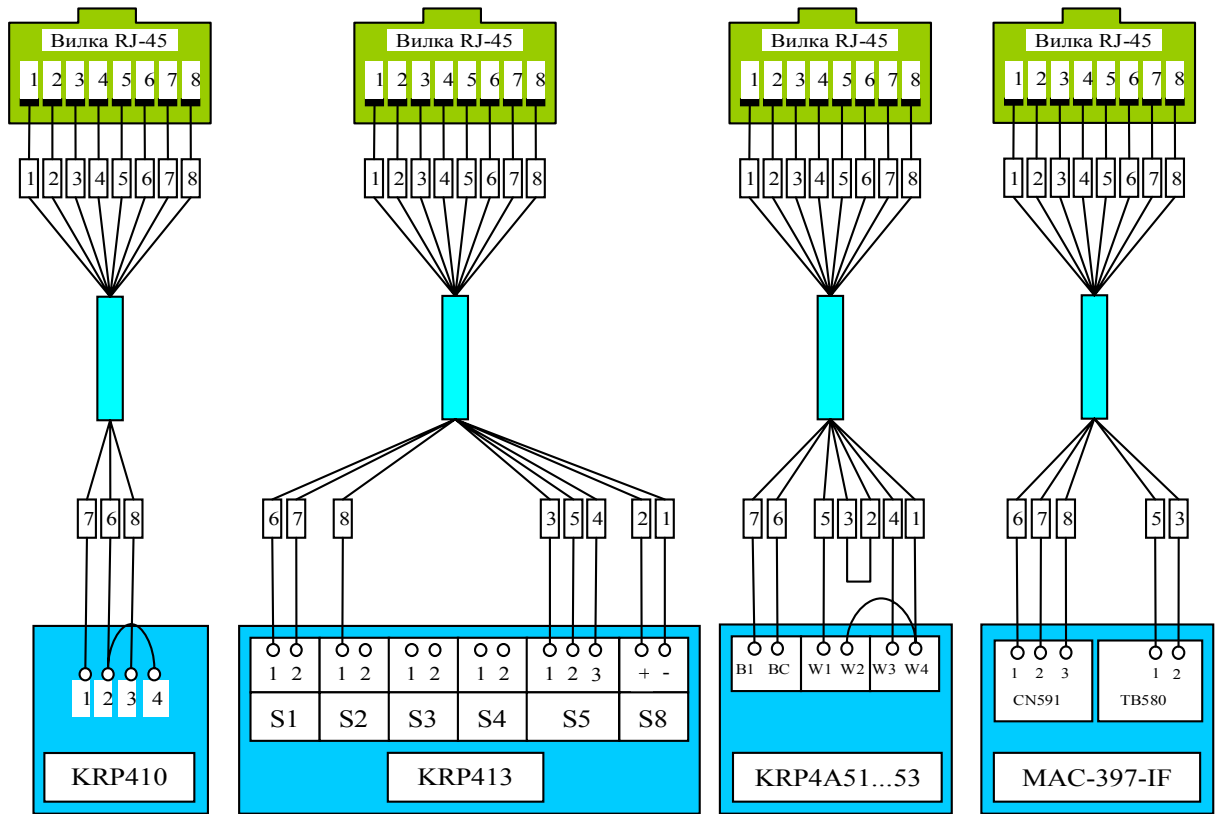 Вилка RJ-45 Вилка RJ-45 Вилка RJ-45 Вилка RJ-45
1 2 3 4 5 6 7 8 1 2 3 4 5 6 7 8 1 2 3 4 5 6 7 8 1 2 3 4 5 6 7 8
1 2 3 4 5 6 7 8 1 2 3 4 5 6 7 8 1 2 3 4 5 6 7 8 1 2 3 4 5 6 7 8
7 6 8 6 7 8 3 5 4 2 1 7 6 5 3 2 4 1 6 7 8 5 3
1 2 3 4 1 2 1 2 1 2 1 2 1 2 3 + - B1 BC W1 W2 W3 W4 1 2 3 1 2
S1 S2 S3 S4 S5 S8 CN591 TB580
KRP410 KRP413 KRP4A51...53 MAC-397-IF